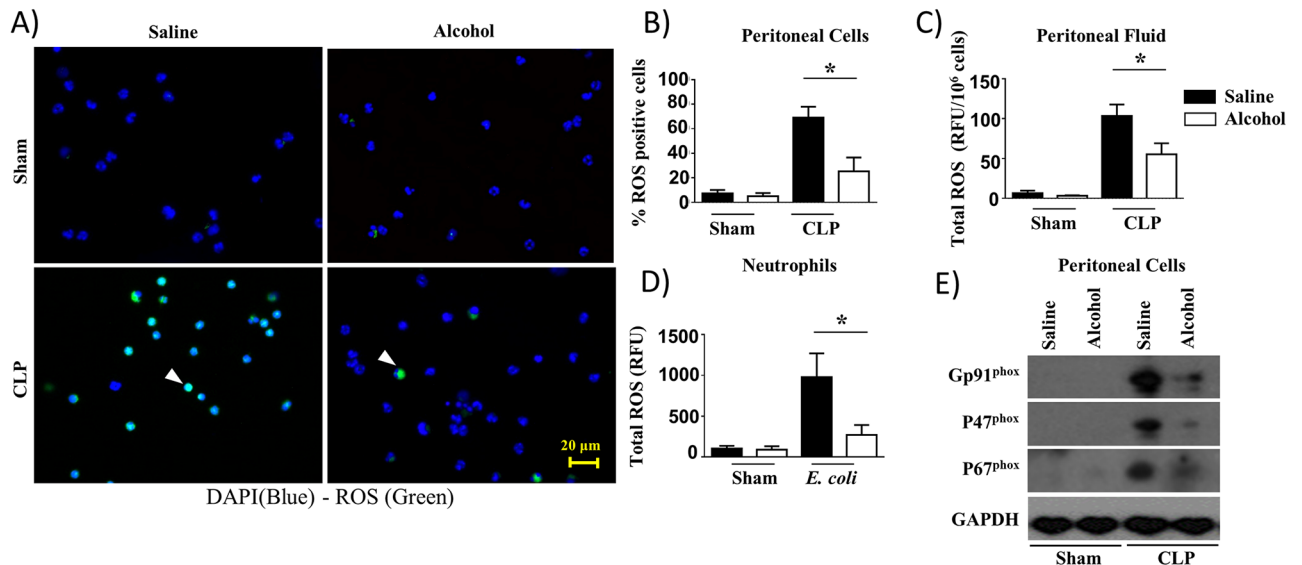 A)
Saline
Alcohol
Sham
CLP
20 µm
DAPI(Blue) - ROS (Green)
B)
Peritoneal Cells
% ROS positive cells
100
80
60
40
20
0
*
Sham
CLP
C)
Peritoneal Fluid
Total ROS (RFU/10⁶ cells)
150
100
50
0
*
Sham
CLP
Saline
Alcohol
D)
Neutrophils
Total ROS (RFU)
1500
1000
500
0
*
Sham
E. coli
E)
Peritoneal Cells
Saline
Alcohol
Saline
Alcohol
Gp91ᵖʰᵒˣ
P47ᵖʰᵒˣ
P67ᵖʰᵒˣ
GAPDH
Sham
CLP